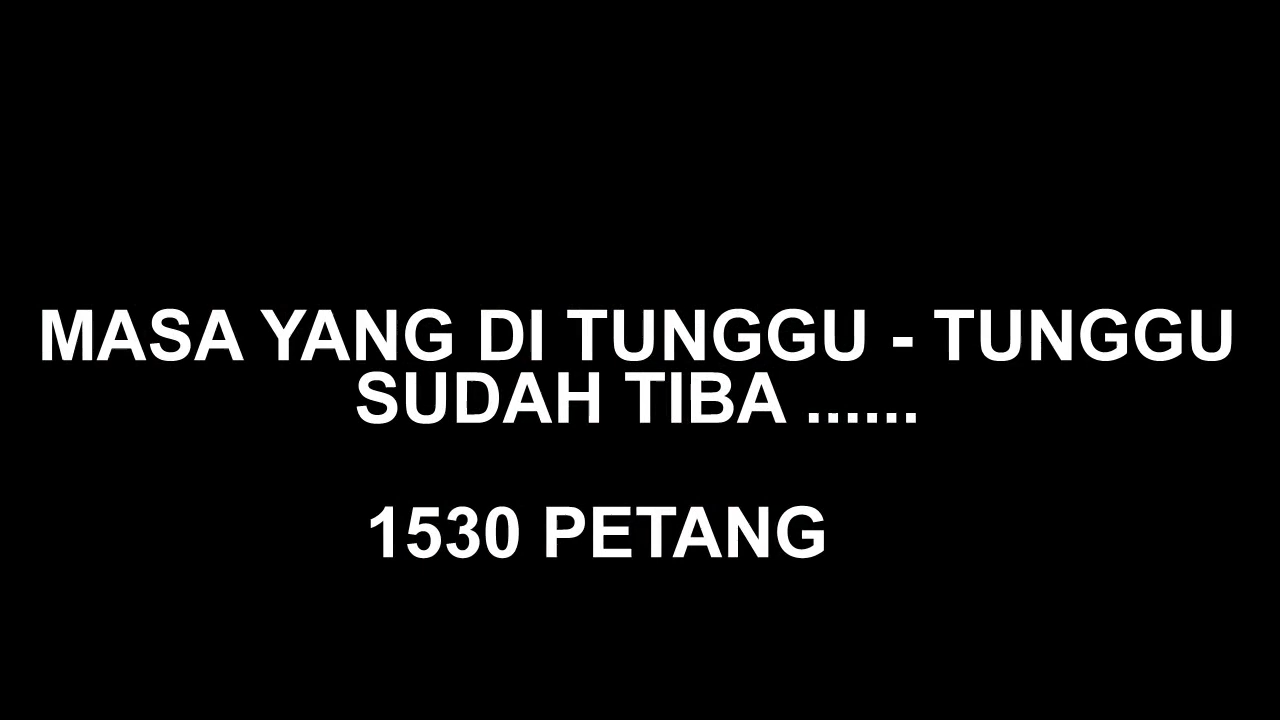 MASA YANG DI TUNGGU - TUNGGU
SUDAH TIBA ......
1530 PETANG